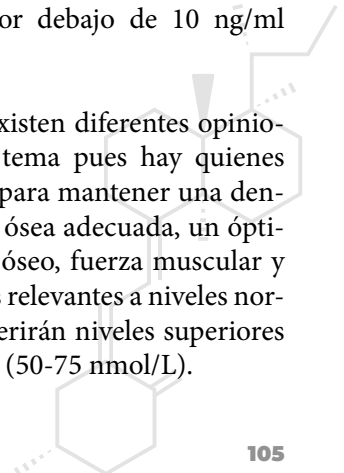 or debajo de 10 ng/ml
xisten diferentes opinio-
tema pues hay quienes
para mantener una den-
ósea adecuada, un ópti-
óseo, fuerza muscular y
s relevantes a niveles nor-
erirán niveles superiores
(50-75 nmol/L).
105